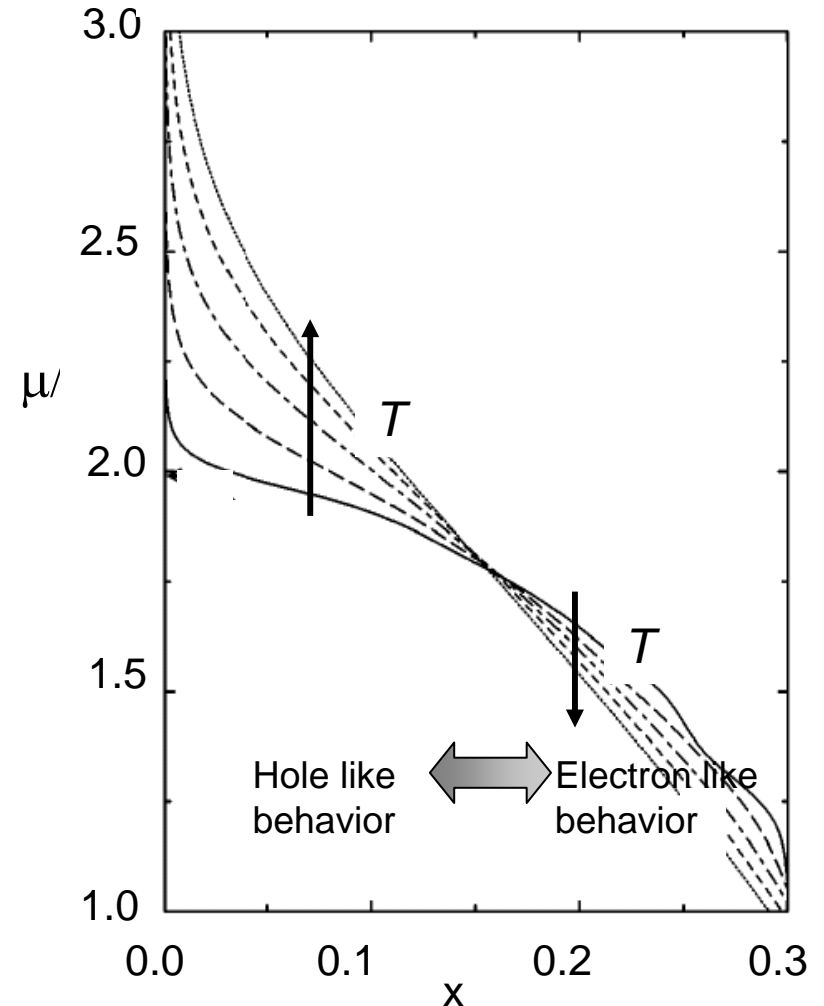 3.0
2.5
μ/
T
2.0
T
1.5
Hole like
behavior
Electron like
behavior
1.0
0.0
0.1
0.2
0.3
x